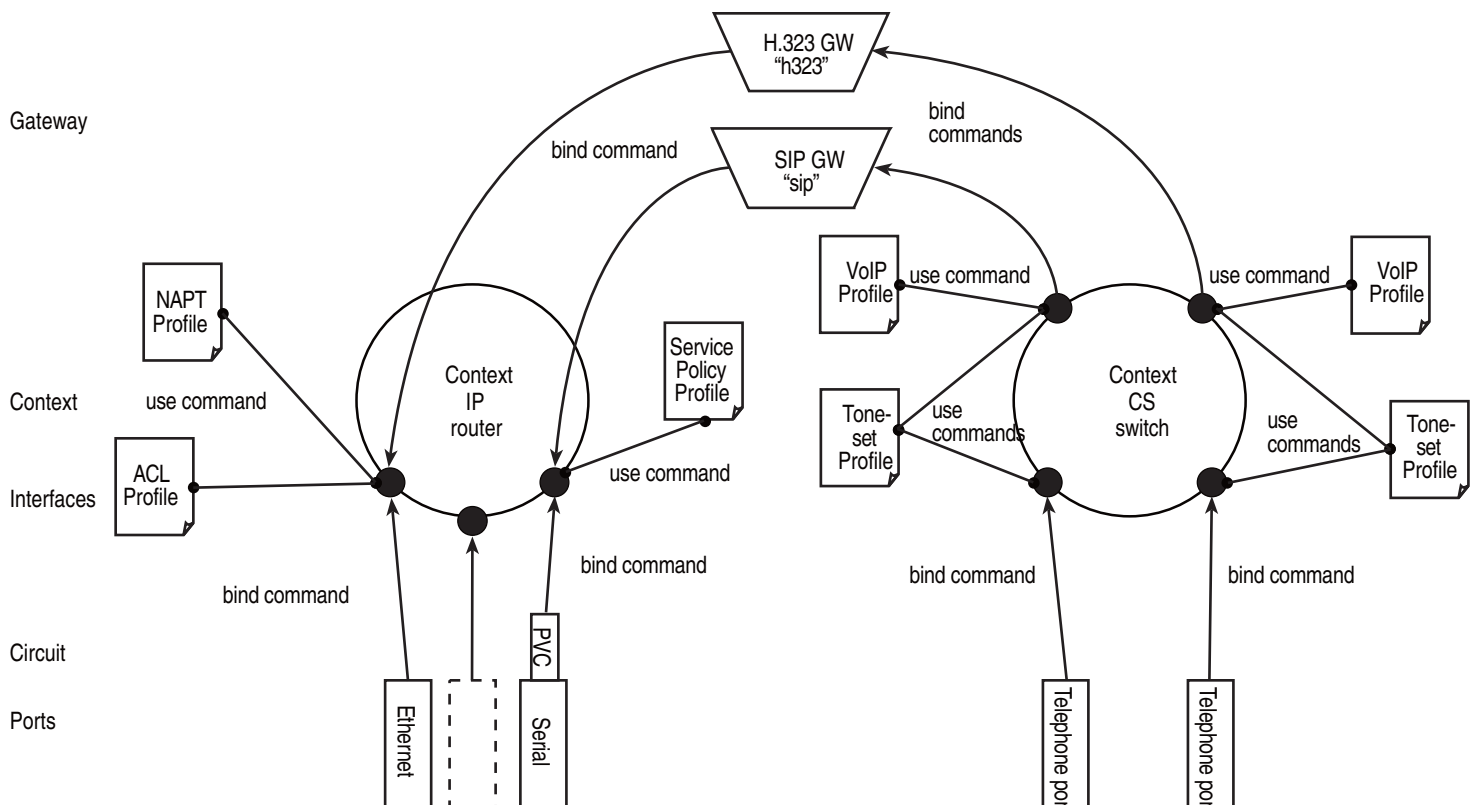 H.323 GW
“h323”
Gateway
bind
commands
bind command
SIP GW
“sip”
NAPT
Profile
VoIP
Profile
use command
use command
VoIP
Profile
Service
Policy
Profile
Context
IP
router
Context
CS
switch
Context
use command
Tone-
set
Profile
use
commands
use
commands
Tone-
set
Profile
ACL
Profile
use command
Interfaces
bind command
bind command
bind command
bind command
Circuit
PVC
Ports
Ethernet
Serial
Telephone
Telephone